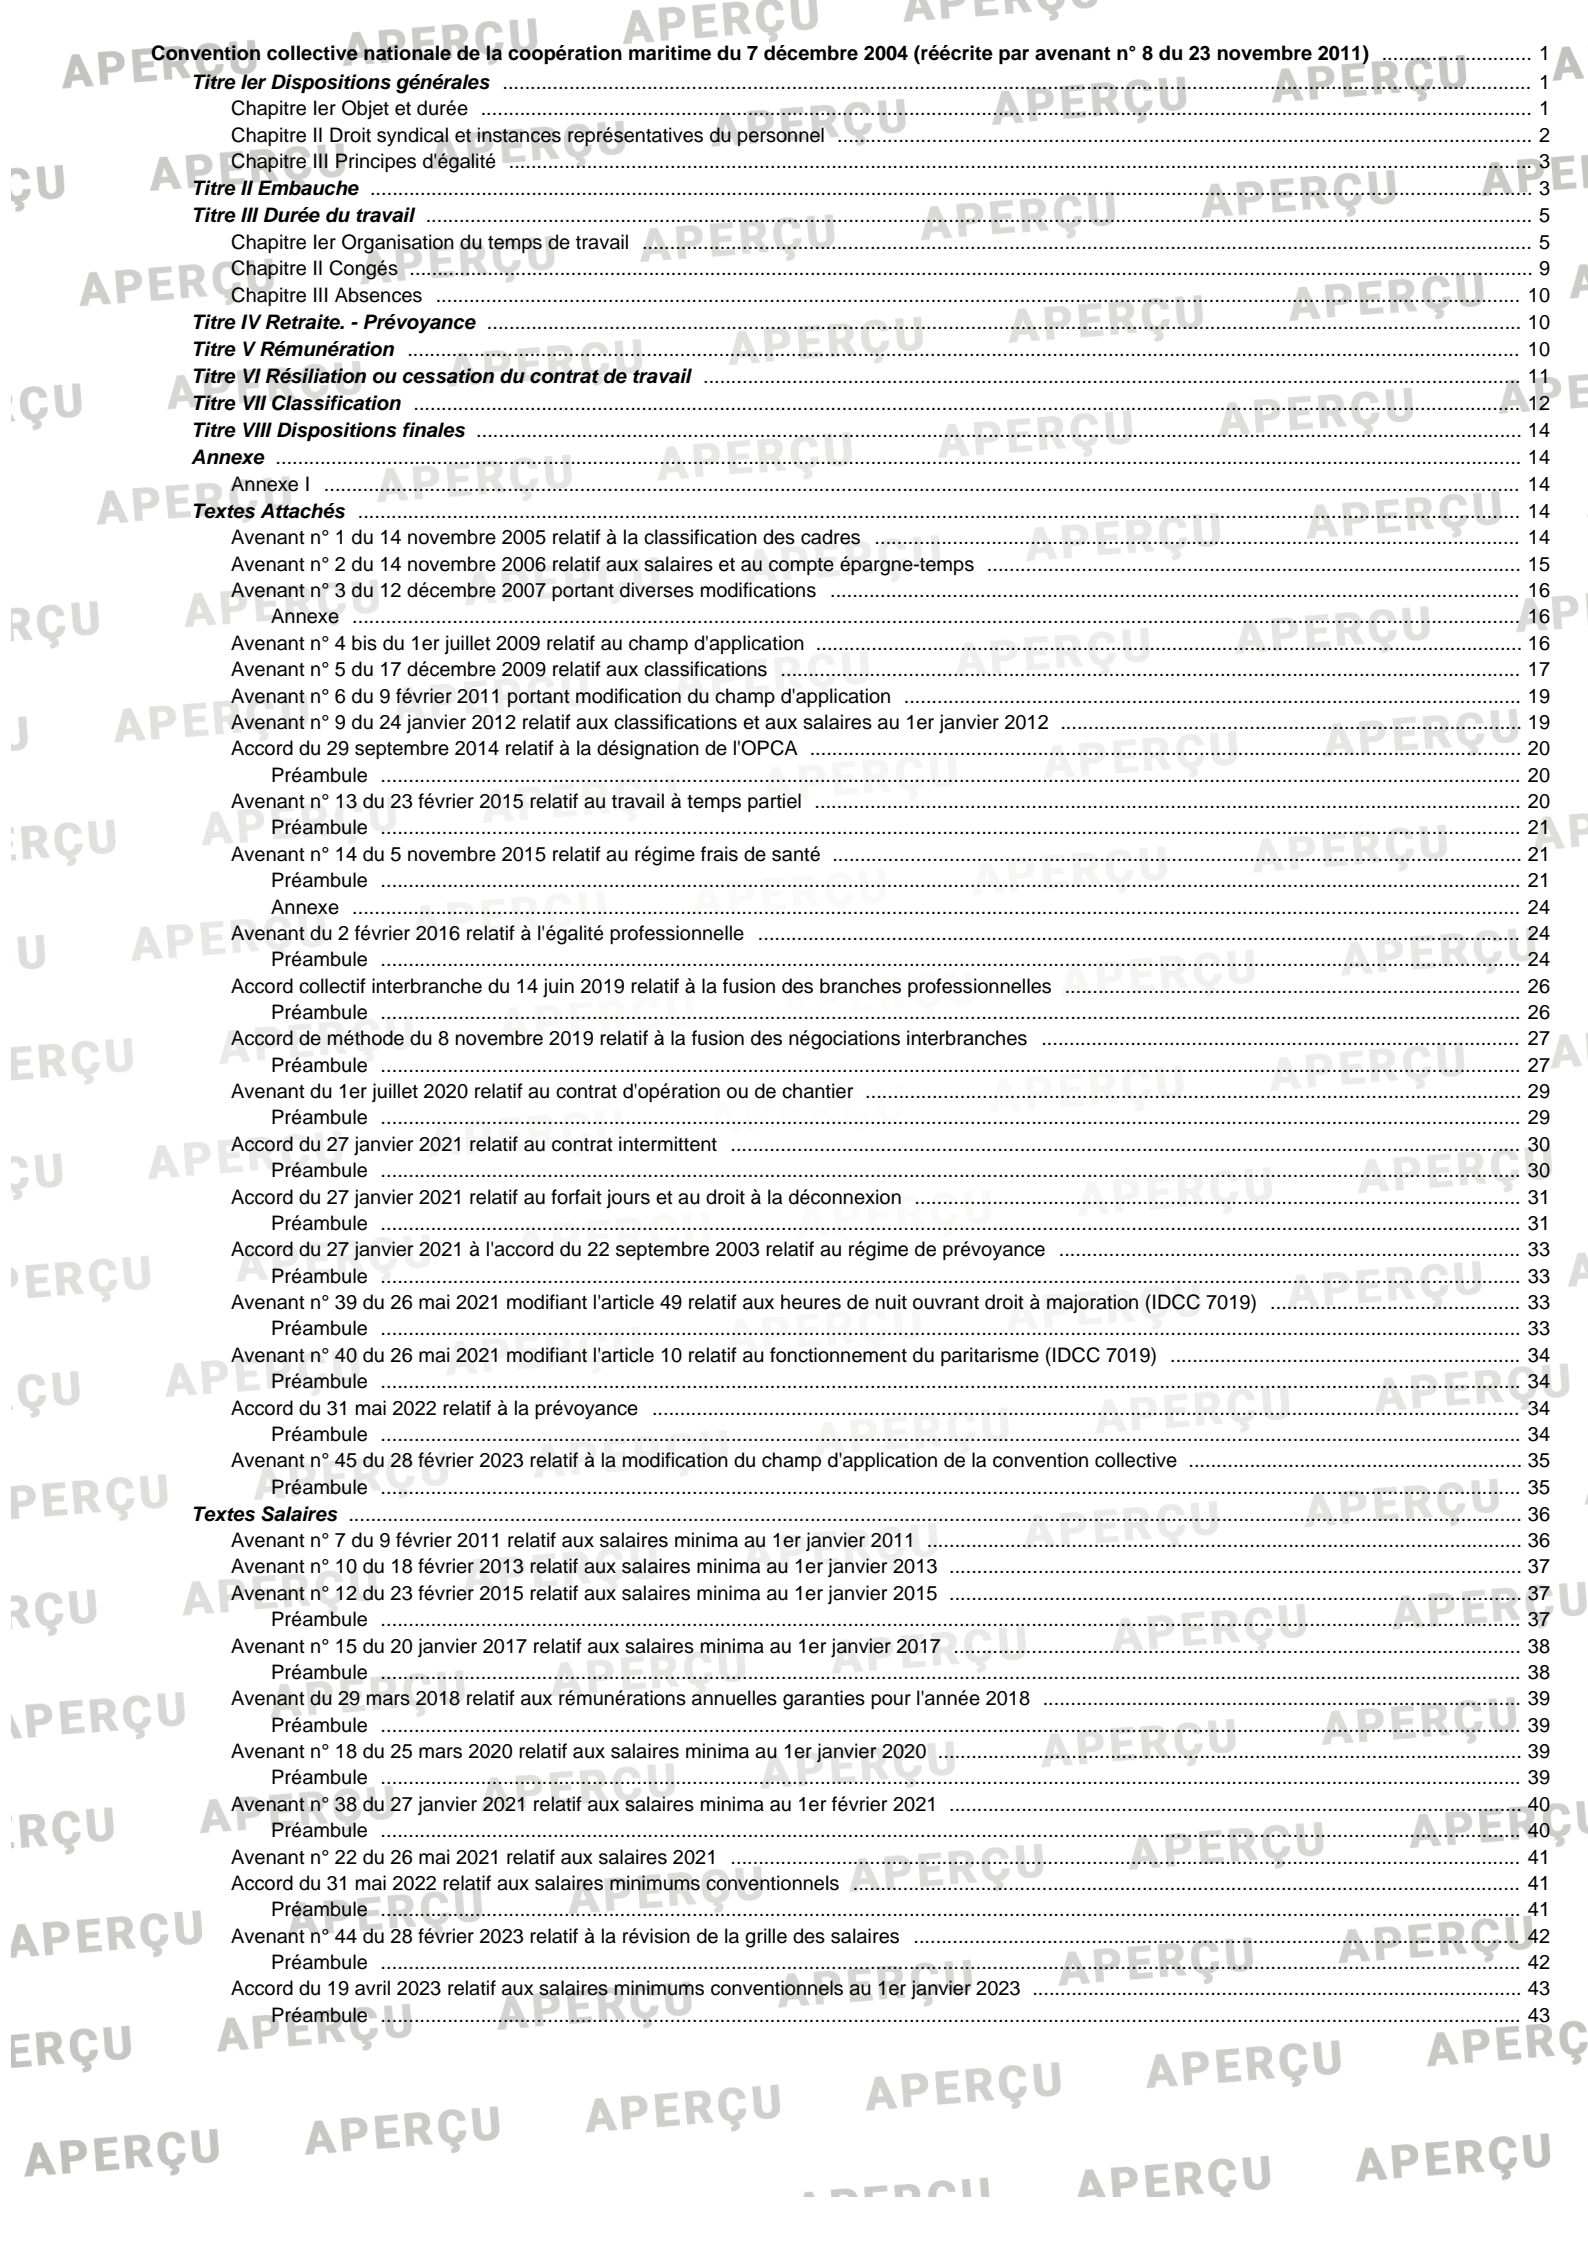 Convention collective nationale de la coopération maritime du 7 décembre 2004 (réécrite par avenant n° 8 du 23 novembre 2011) 1
Titre Ier Dispositions générales 1
Chapitre Ier Objet et durée 1
Chapitre II Droit syndical et instances représentatives du personnel 2
Chapitre III Principes d'égalité 3
Titre II Embauche 3
Titre III Durée du travail 5
Chapitre Ier Organisation du temps de travail 5
Chapitre II Congés 9
Chapitre III Absences 10
Titre IV Retraite. - Prévoyance 10
Titre V Rémunération 10
Titre VI Résiliation ou cessation du contrat de travail 11
Titre VII Classification 12
Titre VIII Dispositions finales 14
Annexe 14
Annexe I 14
Textes Attachés 14
Avenant n° 1 du 14 novembre 2005 relatif à la classification des cadres 14
Avenant n° 2 du 14 novembre 2006 relatif aux salaires et au compte épargne-temps 15
Avenant n° 3 du 12 décembre 2007 portant diverses modifications 16
Annexe 16
Avenant n° 4 bis du 1er juillet 2009 relatif au champ d'application 16
Avenant n° 5 du 17 décembre 2009 relatif aux classifications 17
Avenant n° 6 du 9 février 2011 portant modification du champ d'application 19
Avenant n° 9 du 24 janvier 2012 relatif aux classifications et aux salaires au 1er janvier 2012 19
Accord du 29 septembre 2014 relatif à la désignation de l'OPCA 20
Préambule 20
Avenant n° 13 du 23 février 2015 relatif au travail à temps partiel 20
Préambule 21
Avenant n° 14 du 5 novembre 2015 relatif au régime frais de santé 21
Préambule 21
Annexe 24
Avenant du 2 février 2016 relatif à l'égalité professionnelle 24
Préambule 24
Accord collectif interbranche du 14 juin 2019 relatif à la fusion des branches professionnelles 26
Préambule 26
Accord de méthode du 8 novembre 2019 relatif à la fusion des négociations interbranches 27
Préambule 27
Avenant du 1er juillet 2020 relatif au contrat d'opération ou de chantier 29
Préambule 29
Accord du 27 janvier 2021 relatif au contrat intermittent 30
Préambule 30
Accord du 27 janvier 2021 relatif au forfait jours et au droit à la déconnexion 31
Préambule 31
Accord du 27 janvier 2021 à l'accord du 22 septembre 2003 relatif au régime de prévoyance 33
Préambule 33
Avenant n° 39 du 26 mai 2021 modifiant l'article 49 relatif aux heures de nuit ouvrant droit à majoration (IDCC 7019) 33
Préambule 33
Avenant n° 40 du 26 mai 2021 modifiant l'article 10 relatif au fonctionnement du paritarisme (IDCC 7019) 34
Préambule 34
Accord du 31 mai 2022 relatif à la prévoyance 34
Préambule 34
Avenant n° 45 du 28 février 2023 relatif à la modification du champ d'application de la convention collective 35
Préambule 35
Textes Salaires 36
Avenant n° 7 du 9 février 2011 relatif aux salaires minima au 1er janvier 2011 36
Avenant n° 10 du 18 février 2013 relatif aux salaires minima au 1er janvier 2013 37
Avenant n° 12 du 23 février 2015 relatif aux salaires minima au 1er janvier 2015 37
Préambule 37
Avenant n° 15 du 20 janvier 2017 relatif aux salaires minima au 1er janvier 2017 38
Préambule 38
Avenant du 29 mars 2018 relatif aux rémunérations annuelles garanties pour l'année 2018 39
Préambule 39
Avenant n° 18 du 25 mars 2020 relatif aux salaires minima au 1er janvier 2020 39
Préambule 39
Avenant n° 38 du 27 janvier 2021 relatif aux salaires minima au 1er février 2021 40
Préambule 40
Avenant n° 22 du 26 mai 2021 relatif aux salaires 2021 41
Accord du 31 mai 2022 relatif aux salaires minimums conventionnels 41
Préambule 41
Avenant n° 44 du 28 février 2023 relatif à la révision de la grille des salaires 42
Préambule 42
Accord du 19 avril 2023 relatif aux salaires minimums conventionnels au 1er janvier 2023 43
Préambule 43
APERÇU APERÇU APERÇU APERÇU
APERÇU APERÇU APERÇU